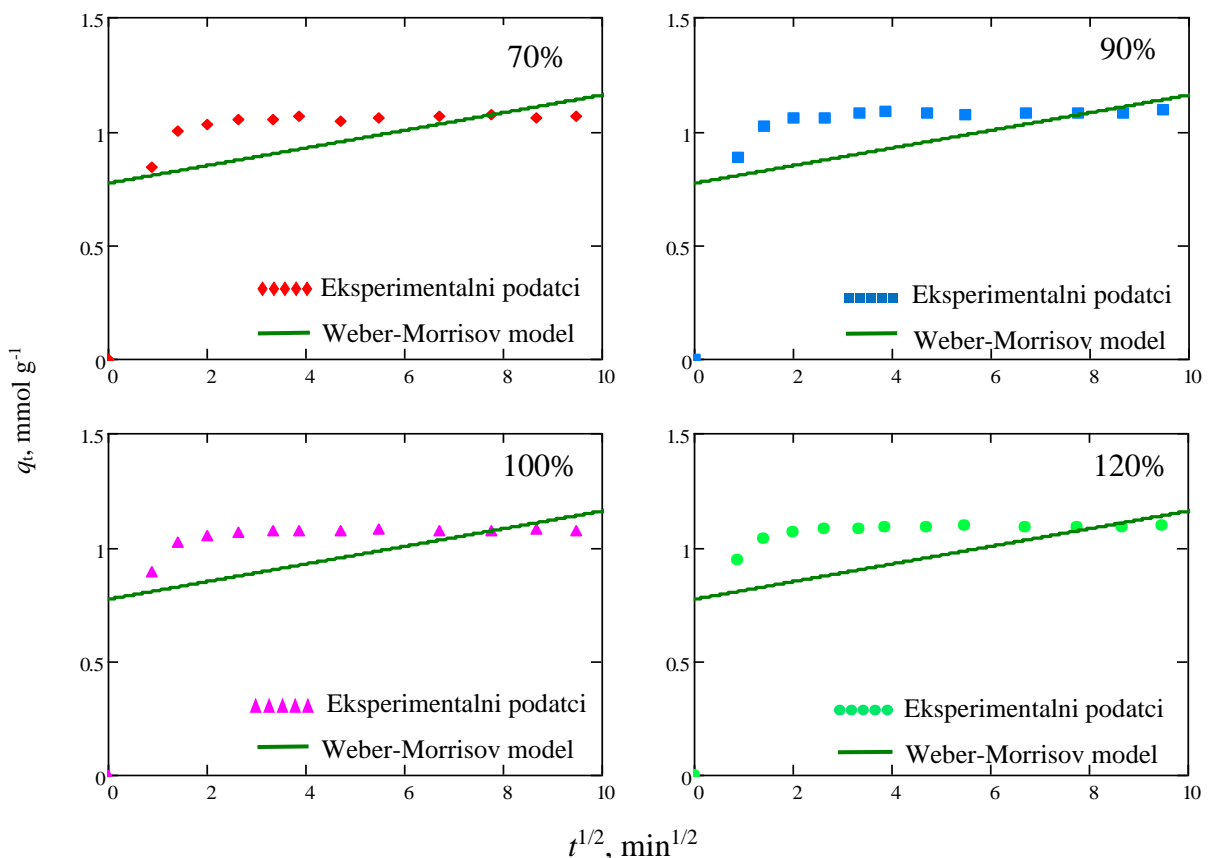 1.5
70%
1
0.5
Eksperimentalni podatci
Weber-Morrisov model
0
0 2 4 6 8 10
1.5
90%
1
0.5
Eksperimentalni podatci
Weber-Morrisov model
0
0 2 4 6 8 10
qt, mmol g-1
1.5
100%
1
0.5
Eksperimentalni podatci
Weber-Morrisov model
0
0 2 4 6 8 10
1.5
120%
1
0.5
Eksperimentalni podatci
Weber-Morrisov model
0
0 2 4 6 8 10
t1/2, min1/2